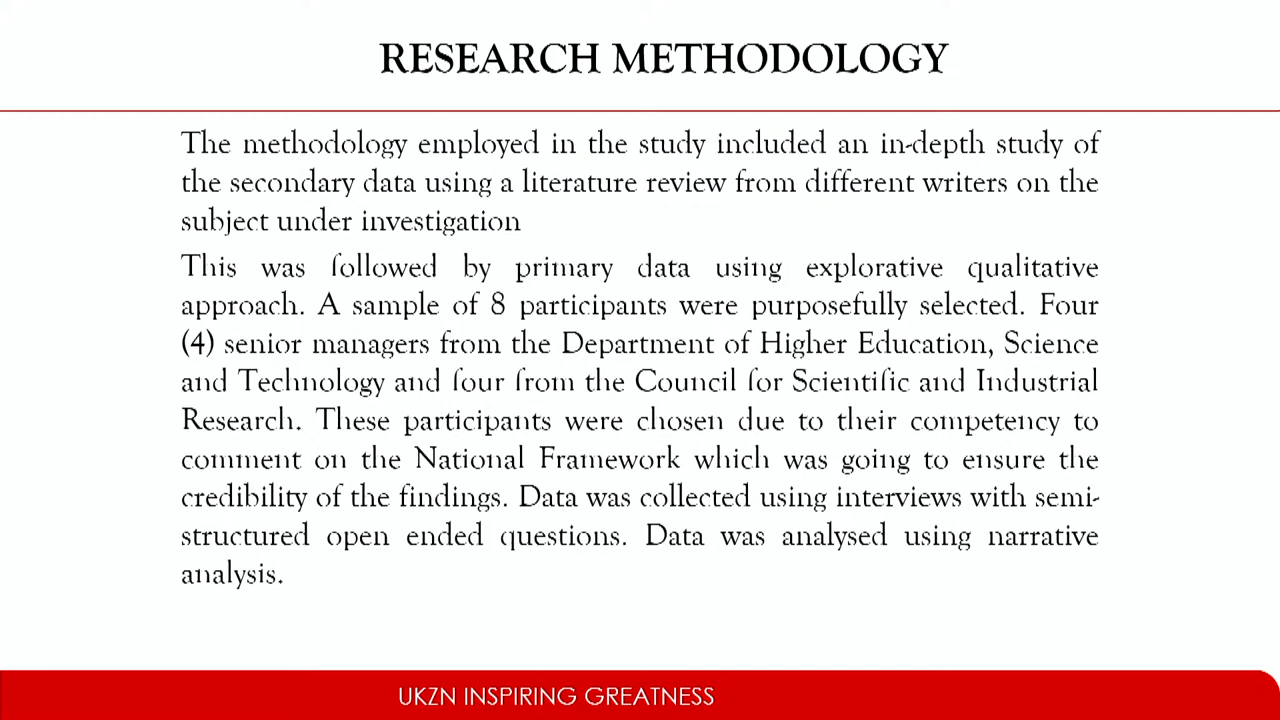 RESEARCH METHODOLOGY
The methodology employed in the study included an in-depth study of
the secondary data using a literature review from different writers on the
subject under investigation
This was followed by primary data using explorative qualitative
approach. A sample of 8 participants were purposefully selected. Four
(4) senior managers from the Department of Higher Education, Science
and Technology and four from the Council for Scientific and Industrial
Research. These participants were chosen due to their competency to
comment on the National Framework which was going to ensure the
credibility of the findings. Data was collected using interviews with semi-
structured open ended questions. Data was analysed using narrative
analysis.
UKZN INSPIRING GREATNESS